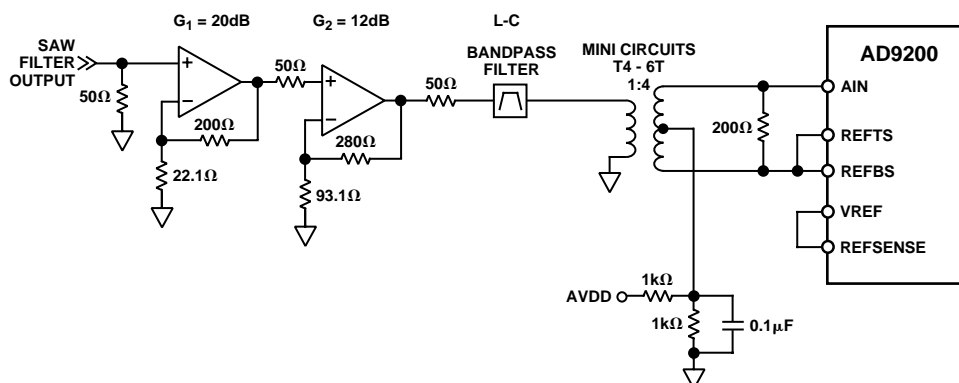 G1 = 20dB
G2 = 12dB
L-C
BANDPASS
FILTER
SAW
FILTER
OUTPUT
50Ω
200Ω
22.1Ω
50Ω
280Ω
93.1Ω
50Ω
MINI CIRCUITS
T4 - 6T
1:4
200Ω
AD9200
AIN
REFTS
REFBS
VREF
REFSENSE
AVDD
1kΩ
1kΩ
0.1μF